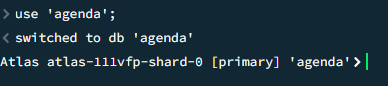 > use 'agenda';
< switched to db 'agenda'
Atlas atlas-111vfp-shard-0 [primary] 'agenda'>